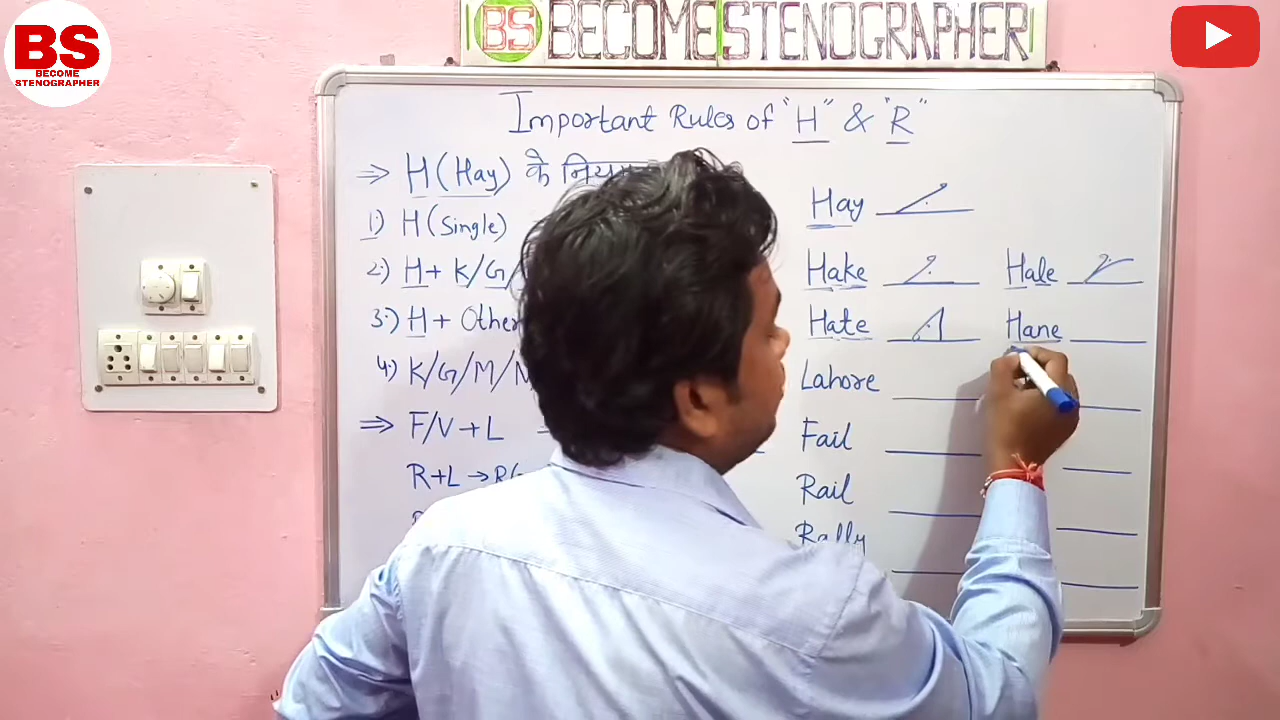 BS
BECOME
STENOGRAPHER
BS BECOME STENOGRAPHER
Important Rules of "H" & "R"
⇒ H (Hay) के
1) H (Single)
2) H + K/G/
3) H + Other
4) K/G/M/N
⇒ F/V + L
R+L →
Hay
Hake
Hale
Hate
Hane
Lahore
Fail
Rail
Rally